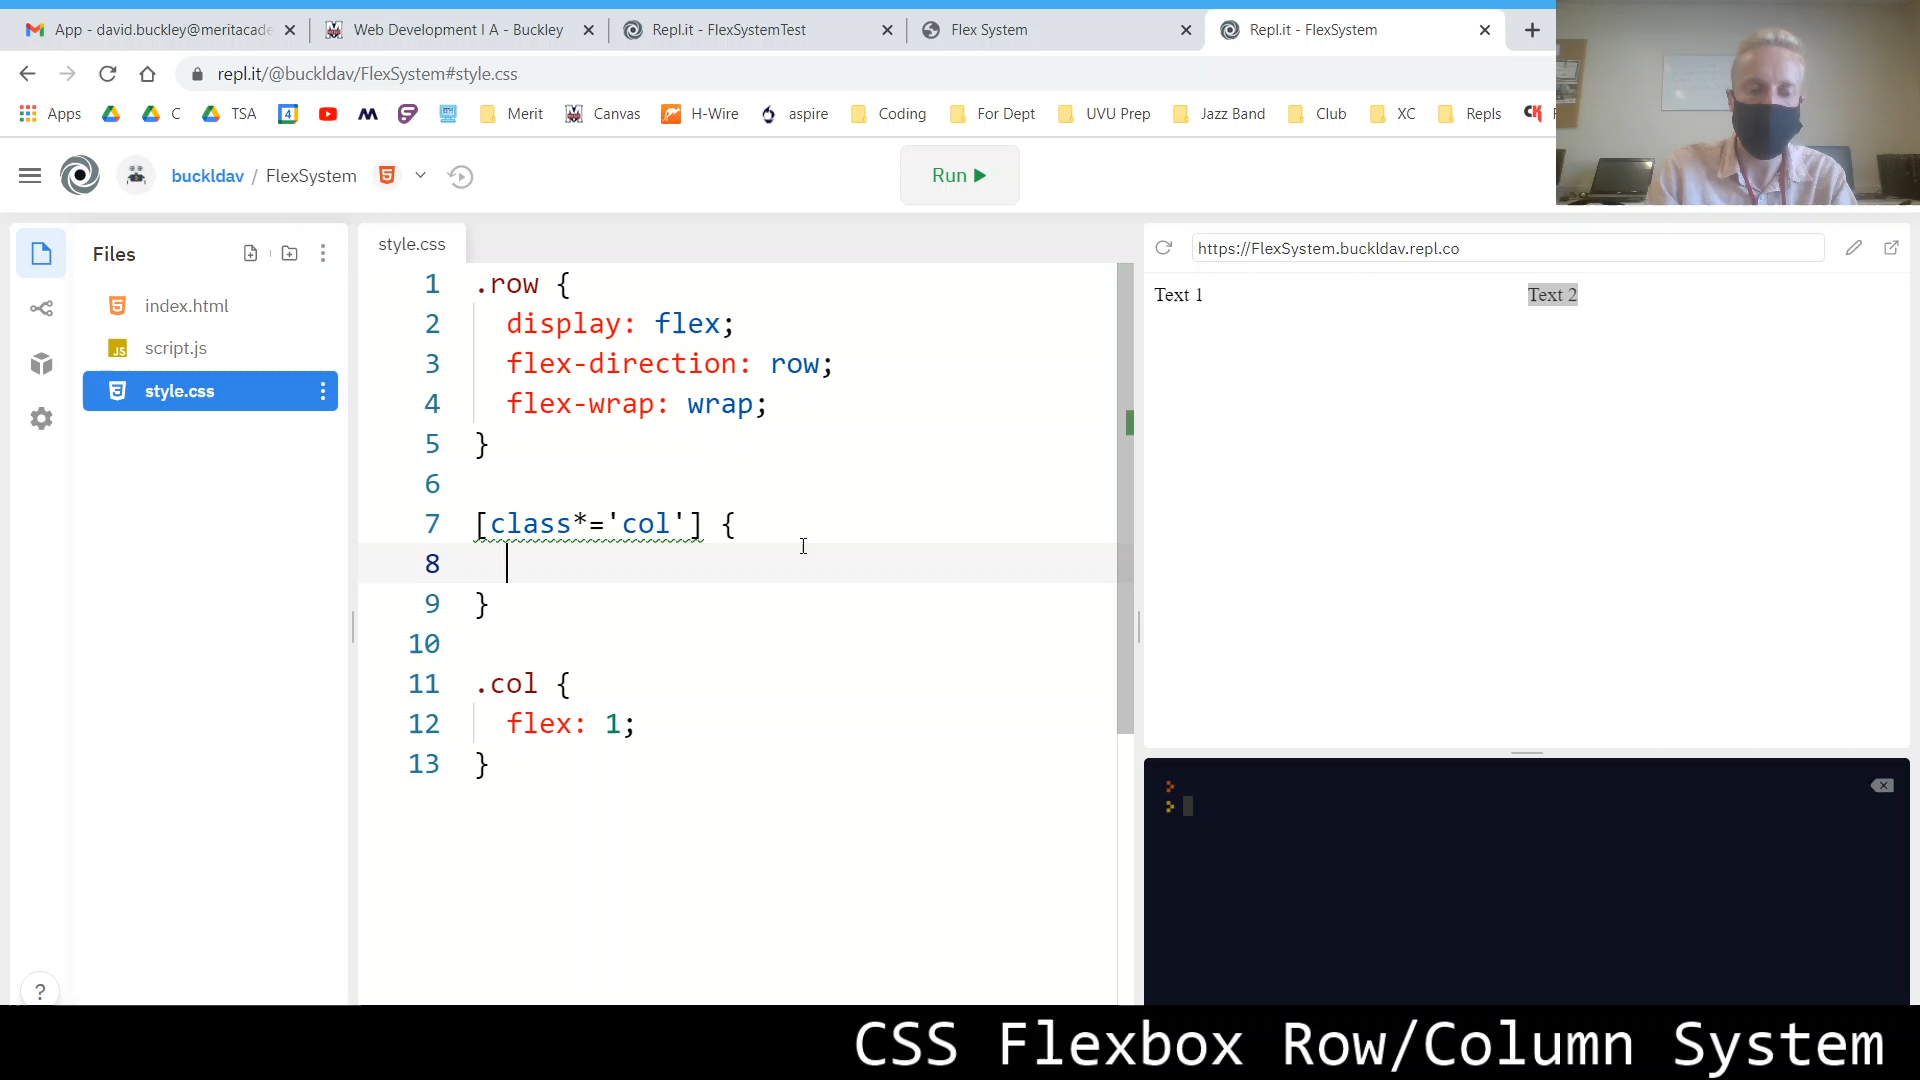 App - david.buckley@meritacade
Web Development I A - Buckley
Repl.it - FlexSystemTest
Flex System
Repl.it - FlexSystem
repl.it/@buckldav/FlexSystem#style.css
Apps
C
TSA
4
Merit
Canvas
H-Wire
aspire
Coding
For Dept
UVU Prep
Jazz Band
Club
XC
Repls
buckldav / FlexSystem
Run
Files
index.html
script.js
style.css
style.css
1 .row {
2 display: flex;
3 flex-direction: row;
4 flex-wrap: wrap;
5 }
6
7 [class*='col'] {
8
9 }
10
11 .col {
12 flex: 1;
13 }
https://FlexSystem.buckldav.repl.co
Text 1
Text 2
?
CSS Flexbox Row/Column System